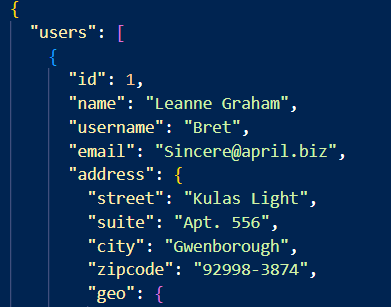 {
"users": [
{
"id": 1,
"name": "Leanne Graham",
"username": "Bret",
"email": "Sincere@april.biz",
"address": {
"street": "Kulas Light",
"suite": "Apt. 556",
"city": "Gwenborough",
"zipcode": "92998-3874",
"geo": {